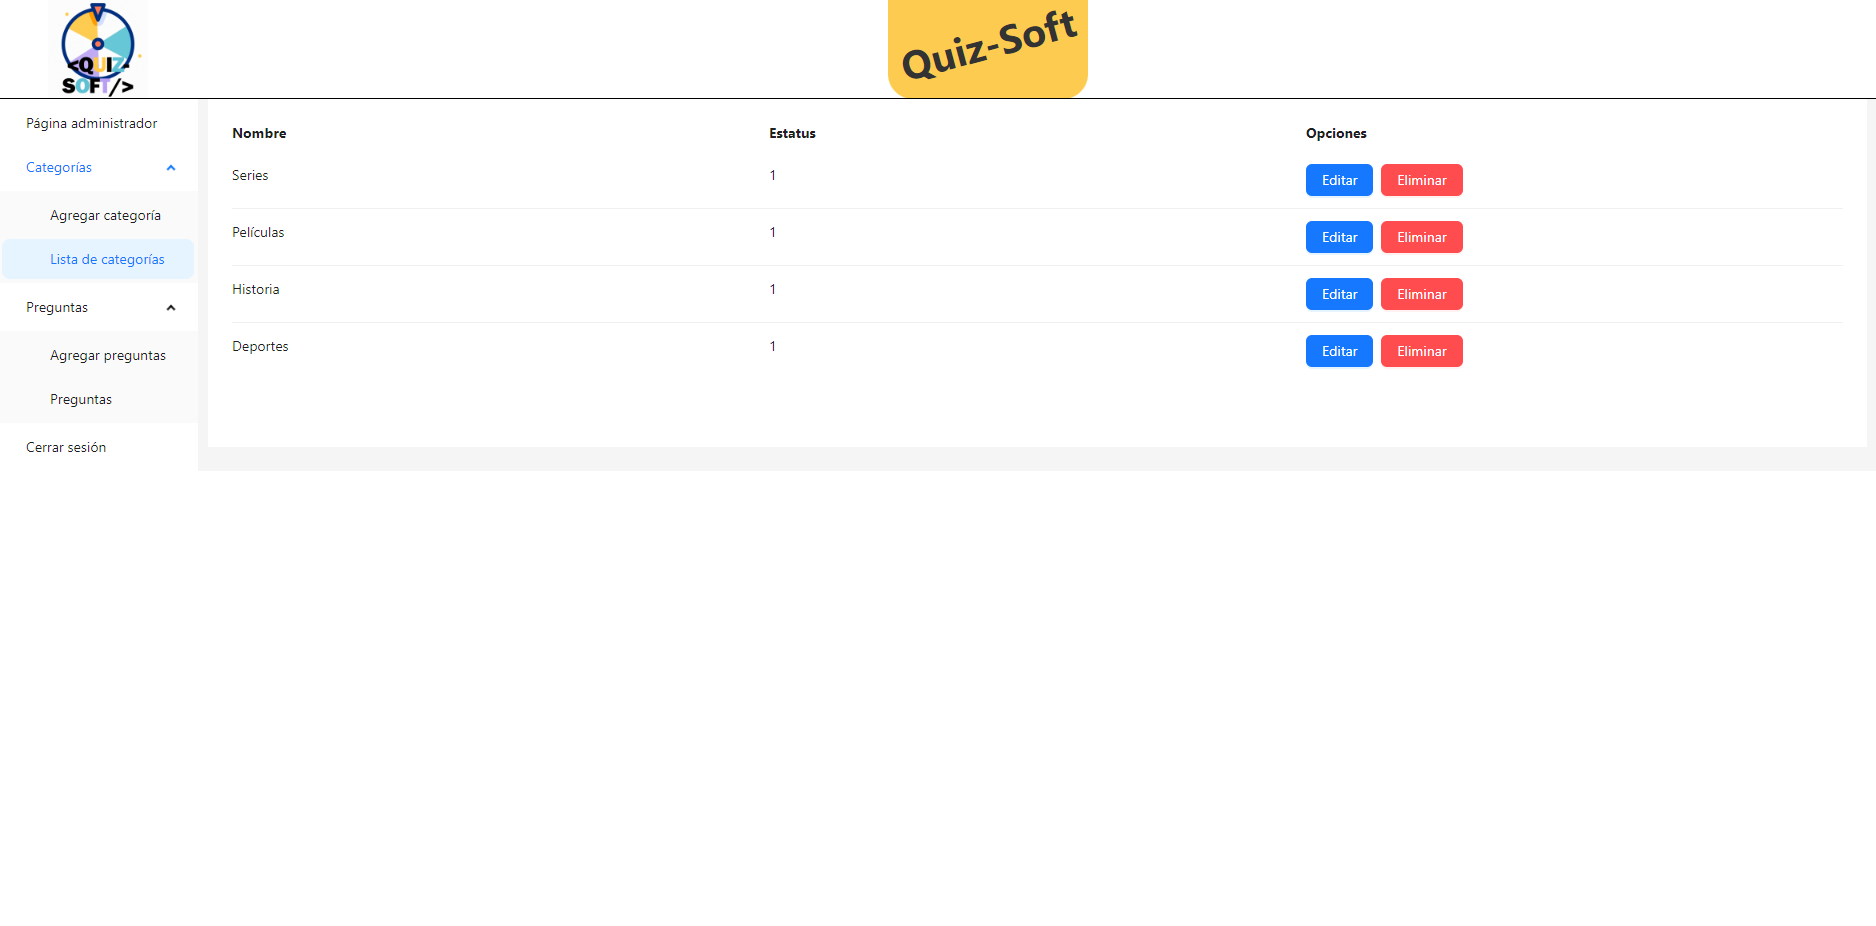 <QUIZ-
SOFT/>
Quiz-Soft
Página administrador
Categorías
Agregar categoría
Lista de categorías
Preguntas
Agregar preguntas
Preguntas
Cerrar sesión
Nombre Estatus Opciones
Series 1 Editar Eliminar
Películas 1 Editar Eliminar
Historia 1 Editar Eliminar
Deportes 1 Editar Eliminar